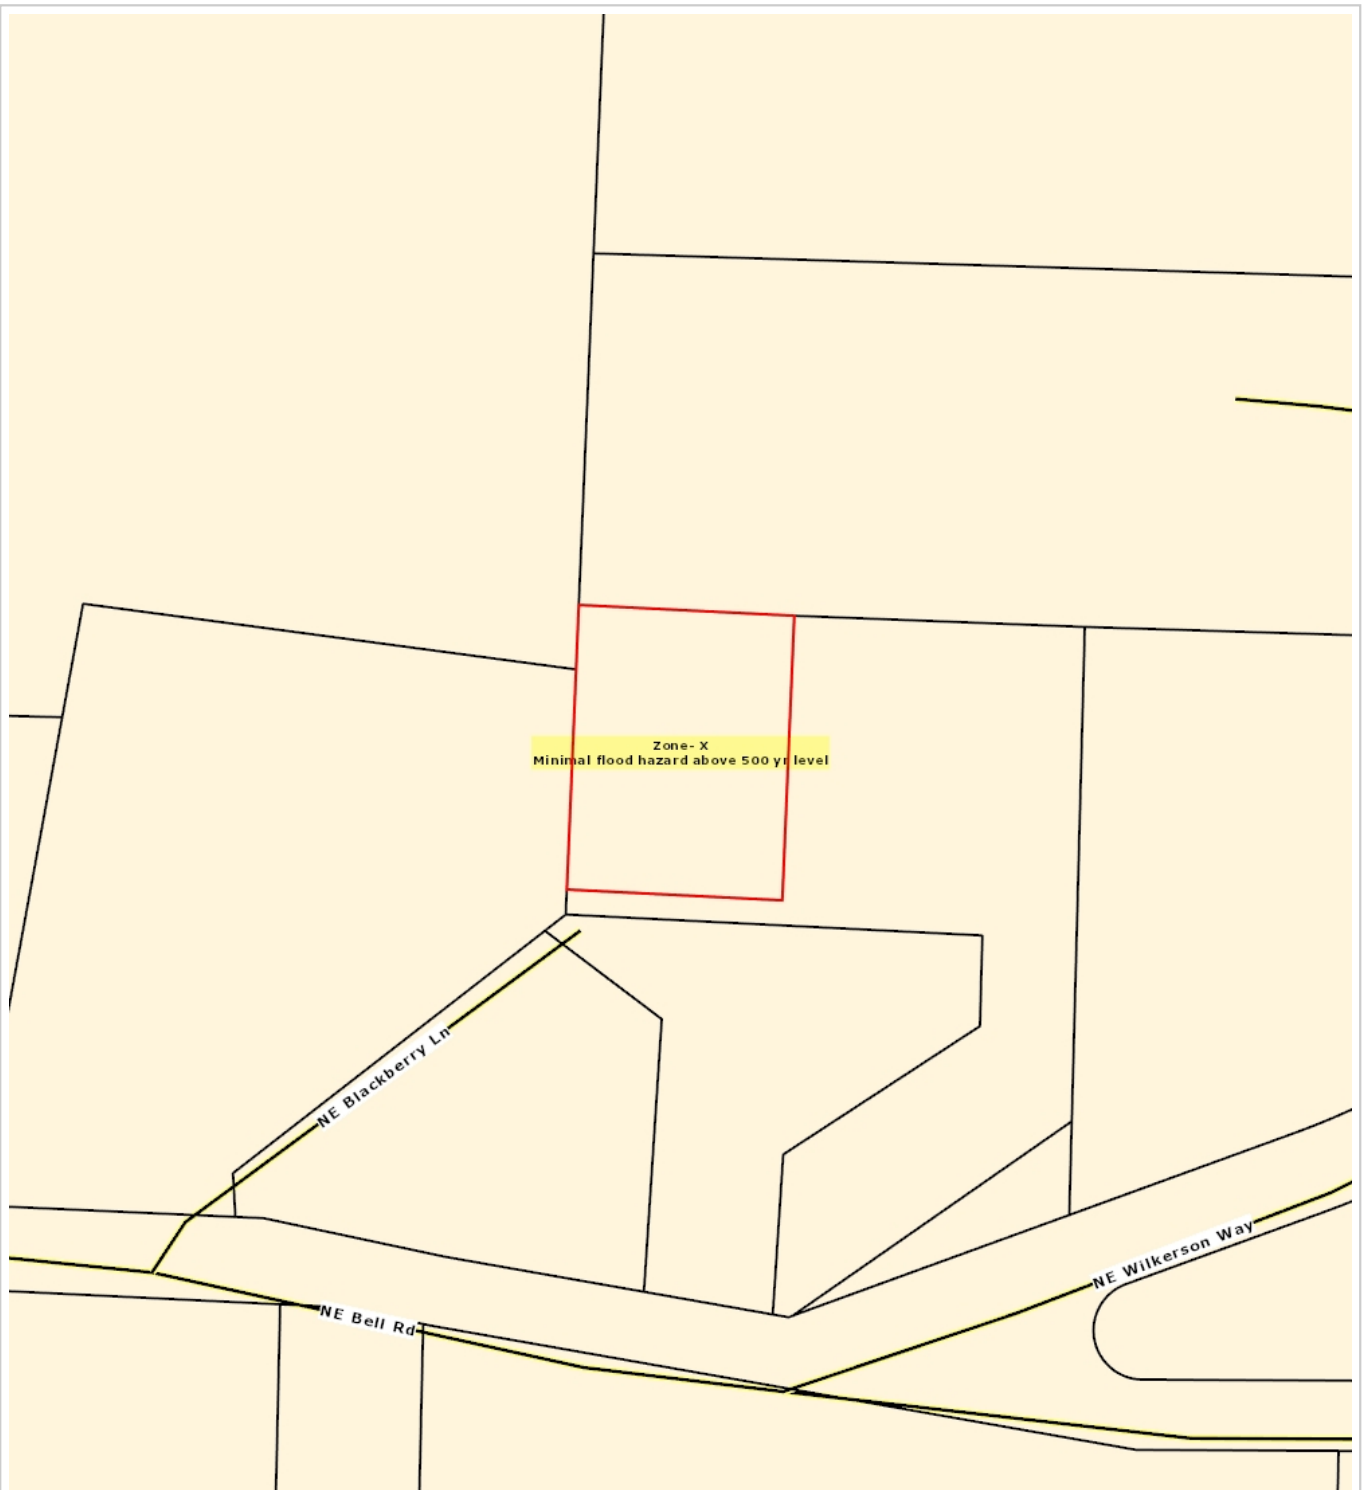 Zone- X
Minimal flood hazard above 500 yr level
NE Blackberry Ln
NE Wilkerson Way
NE Bell Rd